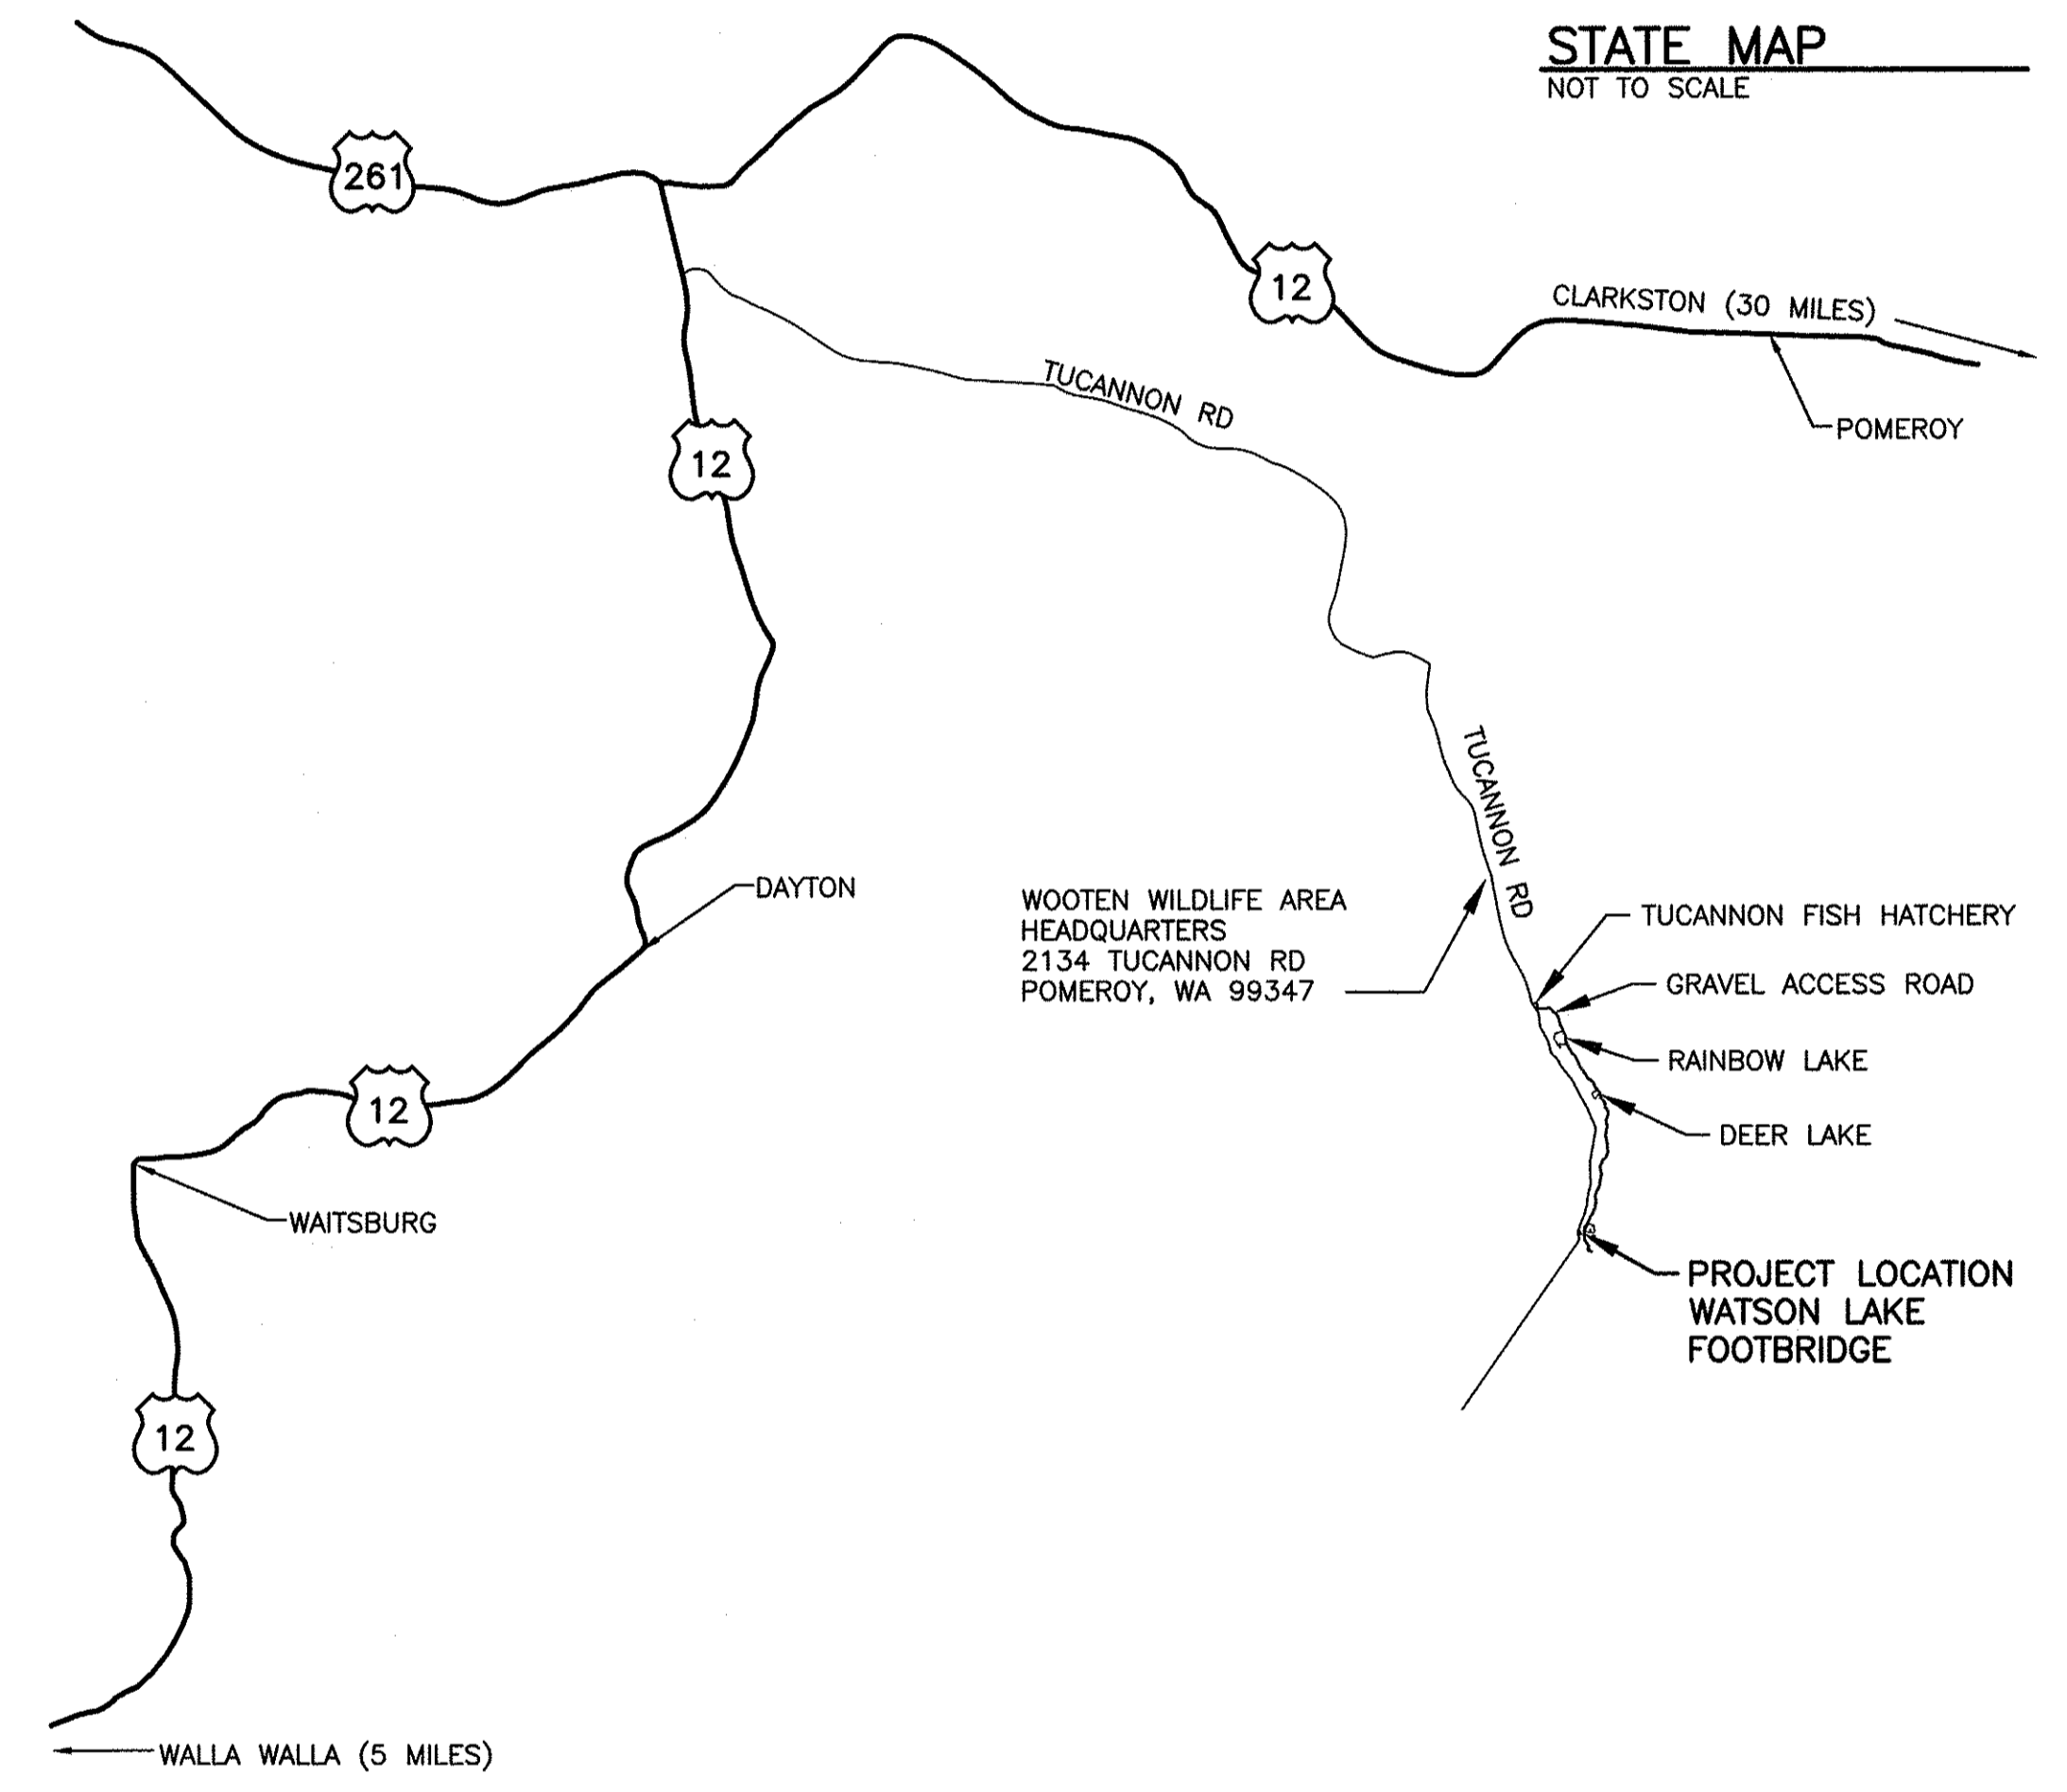 STATE MAP
NOT TO SCALE
261
12
CLARKSTON (30 MILES)
TUCANNON RD
POMEROY
12
TUCANNON RD
DAYTON
WOOTEN WILDLIFE AREA
HEADQUARTERS
2134 TUCANNON RD
POMEROY, WA 99347
TUCANNON FISH HATCHERY
GRAVEL ACCESS ROAD
RAINBOW LAKE
DEER LAKE
12
WAITSBURG
PROJECT LOCATION
WATSON LAKE
FOOTBRIDGE
12
WALLA WALLA (5 MILES)